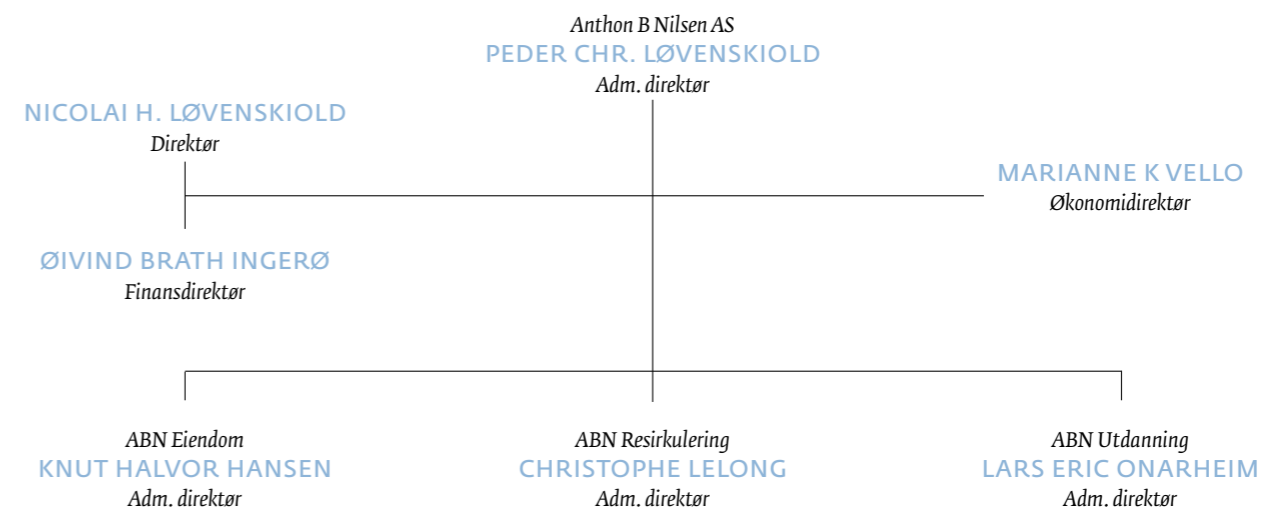 Anthon B Nilsen AS
PEDER CHR. LØVENSKIOLD
Adm. direktør
NICOLAI H. LØVENSKIOLD
Direktør
MARIANNE K VELLO
Økonomidirektør
ØIVIND BRATH INGERØ
Finansdirektør
ABN Eiendom
KNUT HALVOR HANSEN
Adm. direktør
ABN Resirkulering
CHRISTOPHE LELONG
Adm. direktør
ABN Utdanning
LARS ERIC ONARHEIM
Adm. direktør